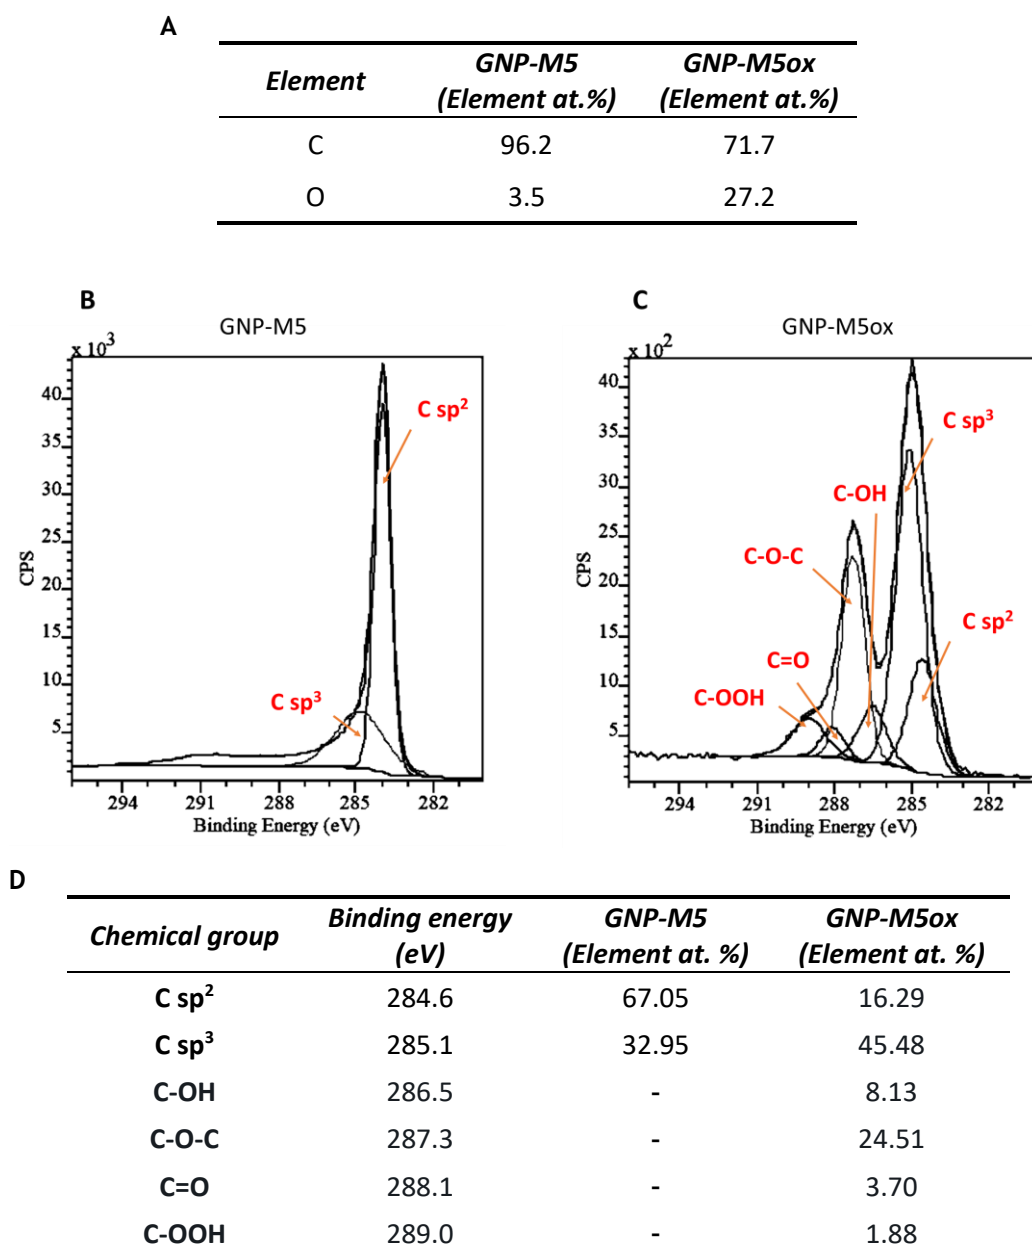 A
Element GNP-M5 (Element at.%) GNP-M5ox (Element at.%)
C 96.2 71.7
O 3.5 27.2
B
GNP-M5
x 10³
40
35
30
25
20
15
10
5
CPS
C sp²
C sp³
294 291 288 285 282
Binding Energy (eV)
C
GNP-M5ox
x 10²
40
35
30
25
20
15
10
5
CPS
C sp³
C-OH
C-O-C
C sp²
C=O
C-OOH
294 291 288 285 282
Binding Energy (eV)
D
Chemical group Binding energy (eV) GNP-M5 (Element at. %) GNP-M5ox (Element at. %)
C sp² 284.6 67.05 16.29
C sp³ 285.1 32.95 45.48
C-OH 286.5 - 8.13
C-O-C 287.3 - 24.51
C=O 288.1 - 3.70
C-OOH 289.0 - 1.88